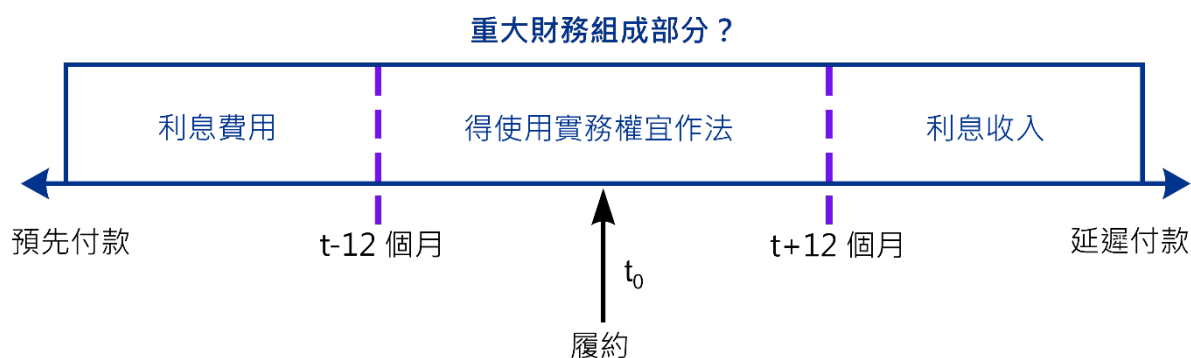 重大財務組成部分？
利息費用
得使用實務權宜作法
利息收入
預先付款
t-12 個月
t+12 個月
延遲付款
t0
履約